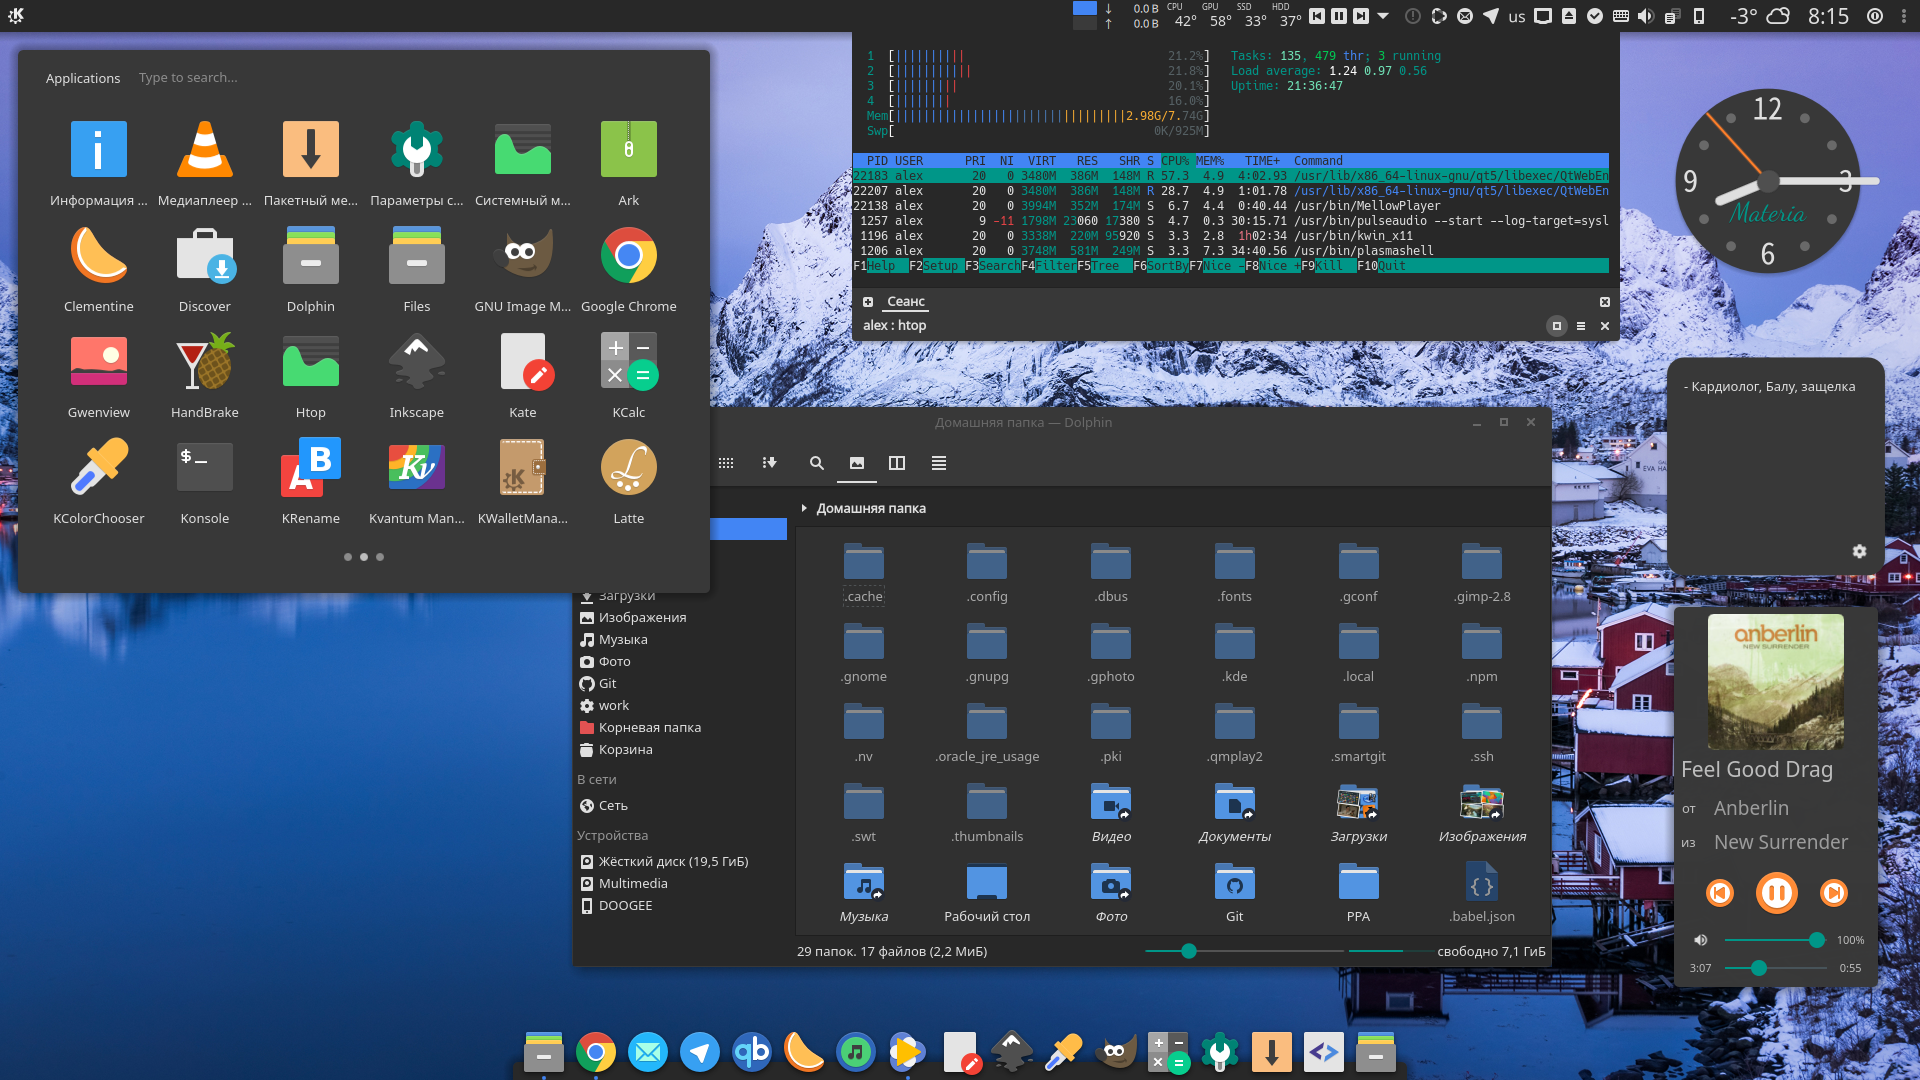 0.0 B
0.0 B
CPU GPU SSD HDD
42° 58° 33° 37°
us
-3°
8:15
Applications
Type to search...
Информация ...
Медиаплеер ...
Пакетный ме...
Параметры с...
Системный м...
Ark
Clementine
Discover
Dolphin
Files
GNU Image M...
Google Chrome
Gwenview
HandBrake
Htop
Inkscape
Kate
KCalc
KColorChooser
Konsole
KRename
Kvantum Man...
KWalletMana...
Latte
1 [ 21.2%]
2 [ 21.8%]
3 [ 20.1%]
4 [ 16.0%]
Mem[ 2.98G/7.74G]
Swp[ 0K/925M]
Tasks: 135, 479 thr; 3 running
Load average: 1.24 0.97 0.56
Uptime: 21:36:47
PID USER PRI NI VIRT RES SHR S CPU% MEM% TIME+ Command
22183 alex 20 0 3480M 386M 148M R 57.3 4.9 4:02.93 /usr/lib/x86_64-linux-gnu/qt5/libexec/QtWebEn
22207 alex 20 0 3480M 386M 148M R 28.7 4.9 1:01.78 /usr/lib/x86_64-linux-gnu/qt5/libexec/QtWebEn
22138 alex 20 0 3994M 352M 174M S 6.7 4.4 0:40.44 /usr/bin/MellowPlayer
1257 alex 9 -11 1798M 23060 17380 S 4.7 0.3 30:15.71 /usr/bin/pulseaudio --start --log-target=sysl
1196 alex 20 0 3338M 220M 95920 S 3.3 2.8 1h02:34 /usr/bin/kwin_x11
1206 alex 20 0 3748M 581M 249M S 3.3 7.3 34:40.56 /usr/bin/plasmashell
F1Help F2Setup F3SearchF4FilterF5Tree F6SortByF7Nice -F8Nice +F9Kill F10Quit
Сеанс
alex : htop
12
3
6
9
Materia
- Кардиолог, Балу, защелка
Домашняя папка — Dolphin
Домашняя папка
Загрузки
Изображения
Музыка
Фото
Git
work
Корневая папка
Корзина
В сети
Сеть
Устройства
Жёсткий диск (19,5 ГиБ)
Multimedia
DOOGEE
.cache
.config
.dbus
.fonts
.gconf
.gimp-2.8
.gnome
.gnupg
.gphoto
.kde
.local
.npm
.nv
.oracle_jre_usage
.pki
.qmplay2
.smartgit
.ssh
.swt
.thumbnails
Видео
Документы
Загрузки
Изображения
Музыка
Рабочий стол
Фото
Git
PPA
.babel.json
29 папок. 17 файлов (2,2 МиБ)
свободно 7,1 ГиБ
anberlin
NEW SURRENDER
Feel Good Drag
от Anberlin
из New Surrender
100%
3:07
0:55